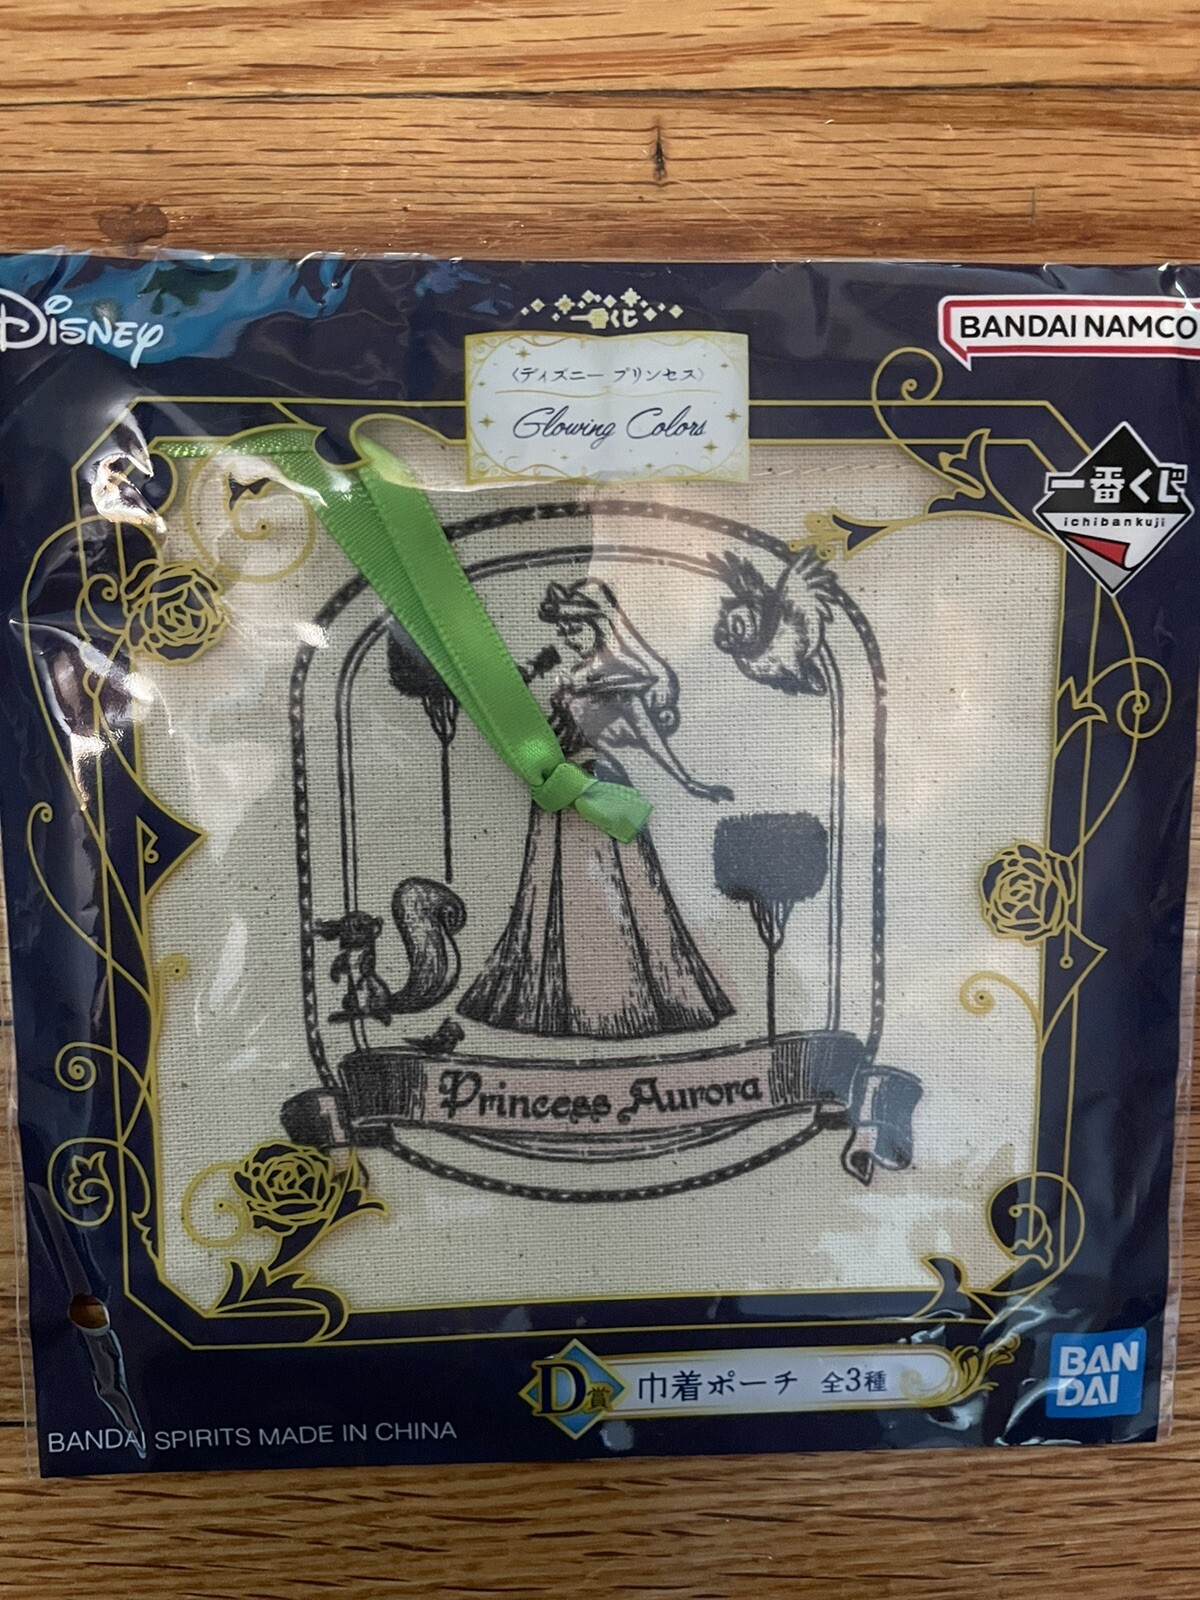 Disney
一番くじ
BANDAI NAMCO
〈ディズニー プリンセス〉
Glowing Colors
一番くじ
ichibankuji
Princess Aurora
D賞 巾着ポーチ 全3種
BAN
DAI
BANDAI SPIRITS MADE IN CHINA